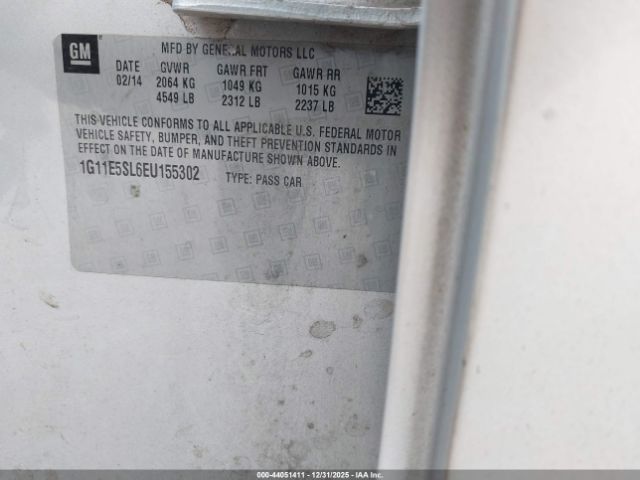 GM
MFD BY GENERAL MOTORS LLC
DATE GVWR GAWR FRT GAWR RR
02/14 2064 KG 1049 KG 1015 KG
4549 LB 2312 LB 2237 LB
THIS VEHICLE CONFORMS TO ALL APPLICABLE U.S. FEDERAL MOTOR
VEHICLE SAFETY, BUMPER, AND THEFT PREVENTION STANDARDS IN
EFFECT ON THE DATE OF MANUFACTURE SHOWN ABOVE.
1G11E5SL6EU155302 TYPE: PASS CAR
000-44051411 - 12/31/2025 - IAA Inc.